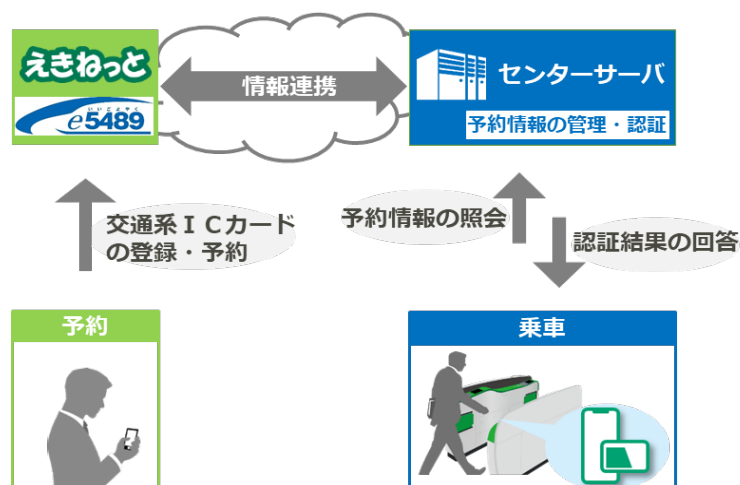 えきねっと
いいごよやく
e5489
情報連携
センターサーバ
予約情報の管理・認証
交通系ＩＣカード
の登録・予約
予約情報の照会
認証結果の回答
予約
乗車